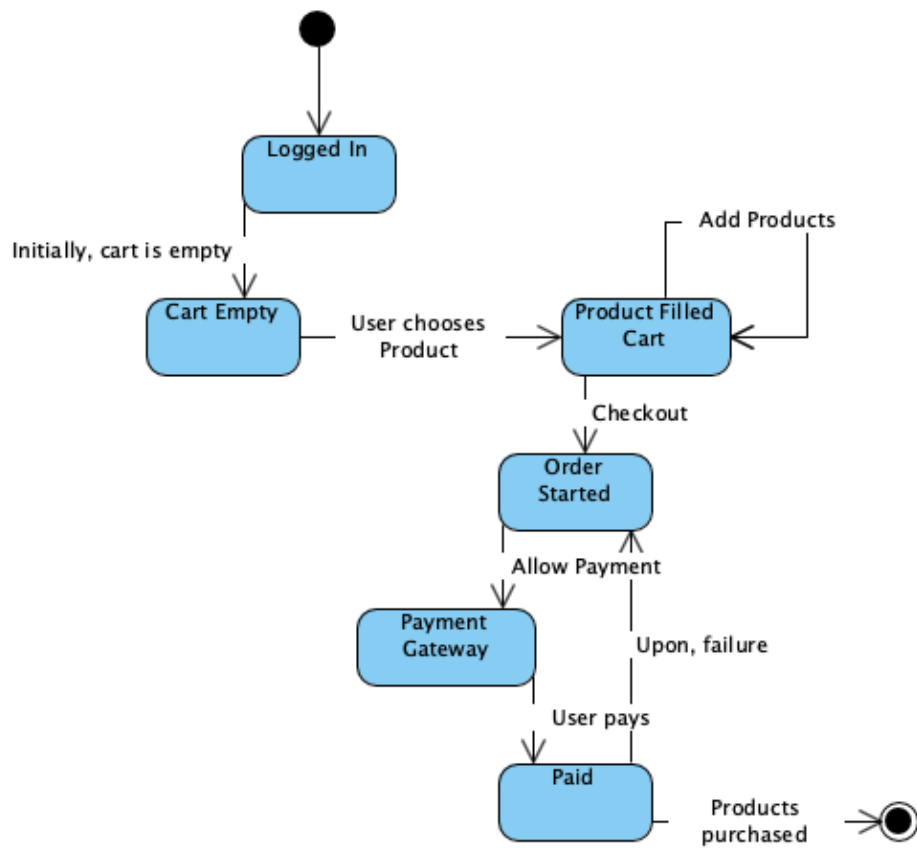 Logged In
Add Products
Initially, cart is empty
Cart Empty
User chooses
Product
Product Filled
Cart
Checkout
Order
Started
Allow Payment
Payment
Gateway
Upon, failure
User pays
Paid
Products
purchased